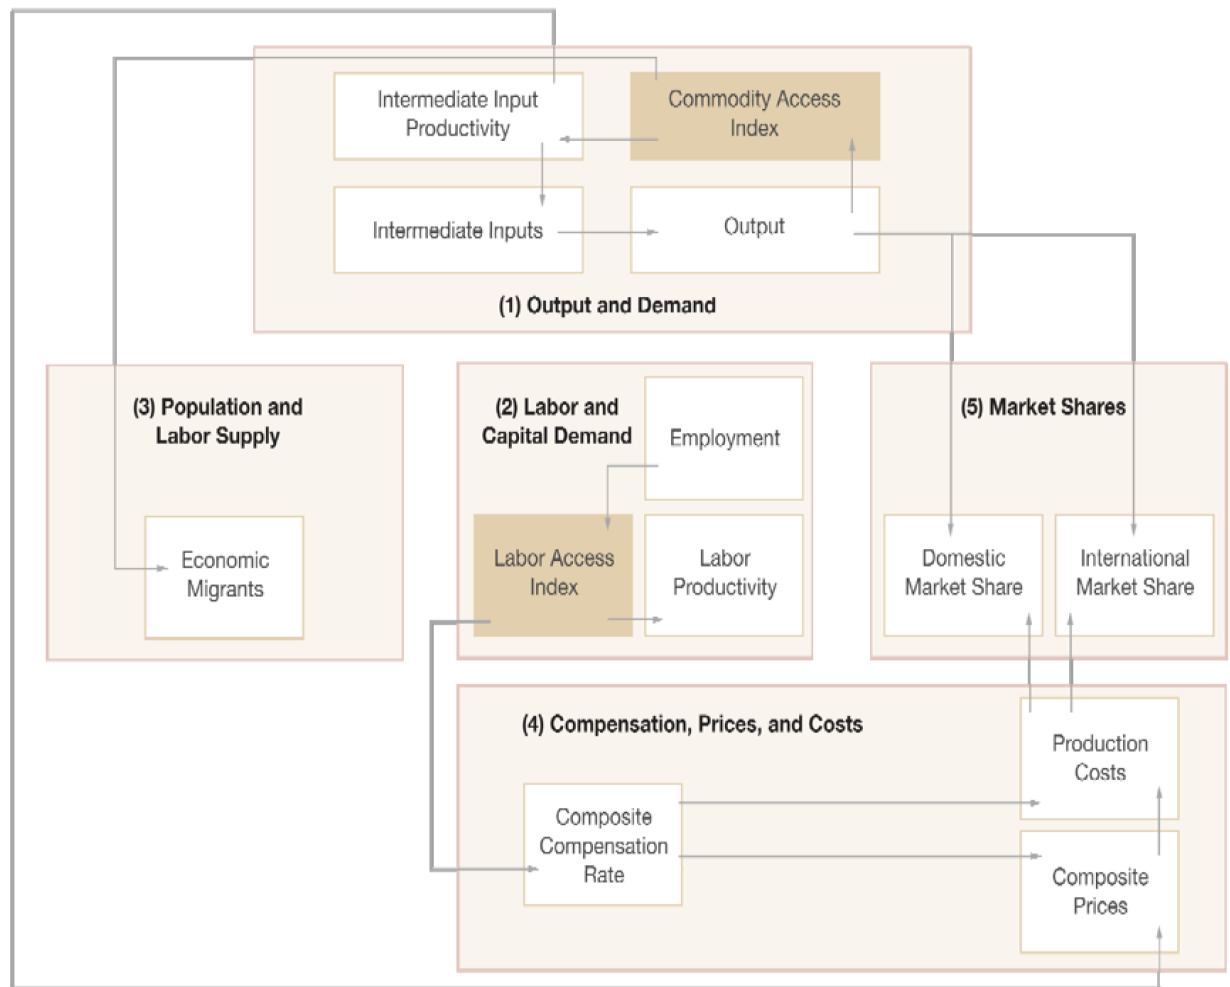 Intermediate Input
Productivity
Commodity Access
Index
Intermediate Inputs
Output
(1) Output and Demand
(3) Population and
Labor Supply
Economic
Migrants
(2) Labor and
Capital Demand
Employment
Labor Access
Index
Labor
Productivity
(5) Market Shares
Domestic
Market Share
International
Market Share
(4) Compensation, Prices, and Costs
Production
Costs
Composite
Compensation
Rate
Composite
Prices